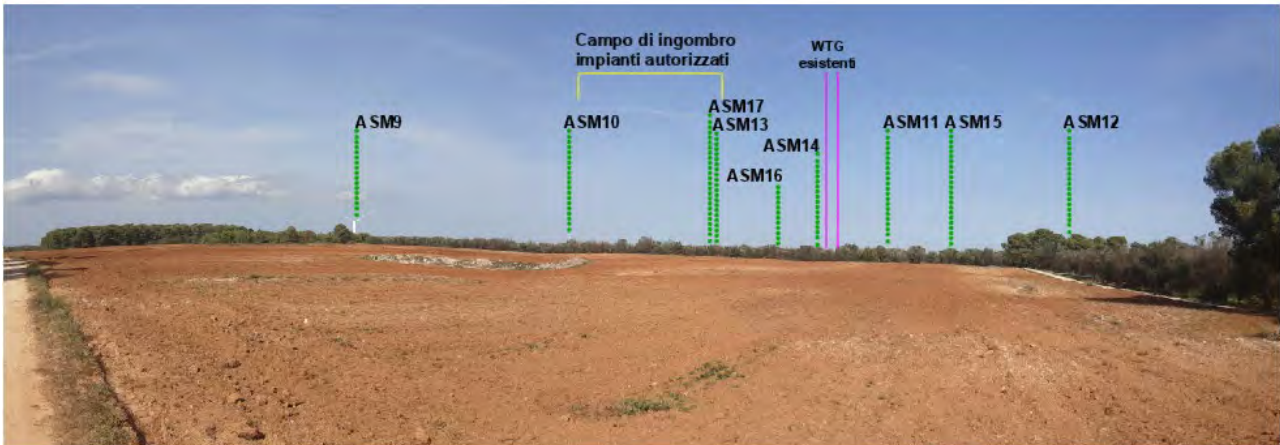 Campo di ingombro
impianti autorizzati
WTG
esistenti
ASM9
ASM10
ASM17
ASM13
ASM14
ASM16
ASM11
ASM15
ASM12